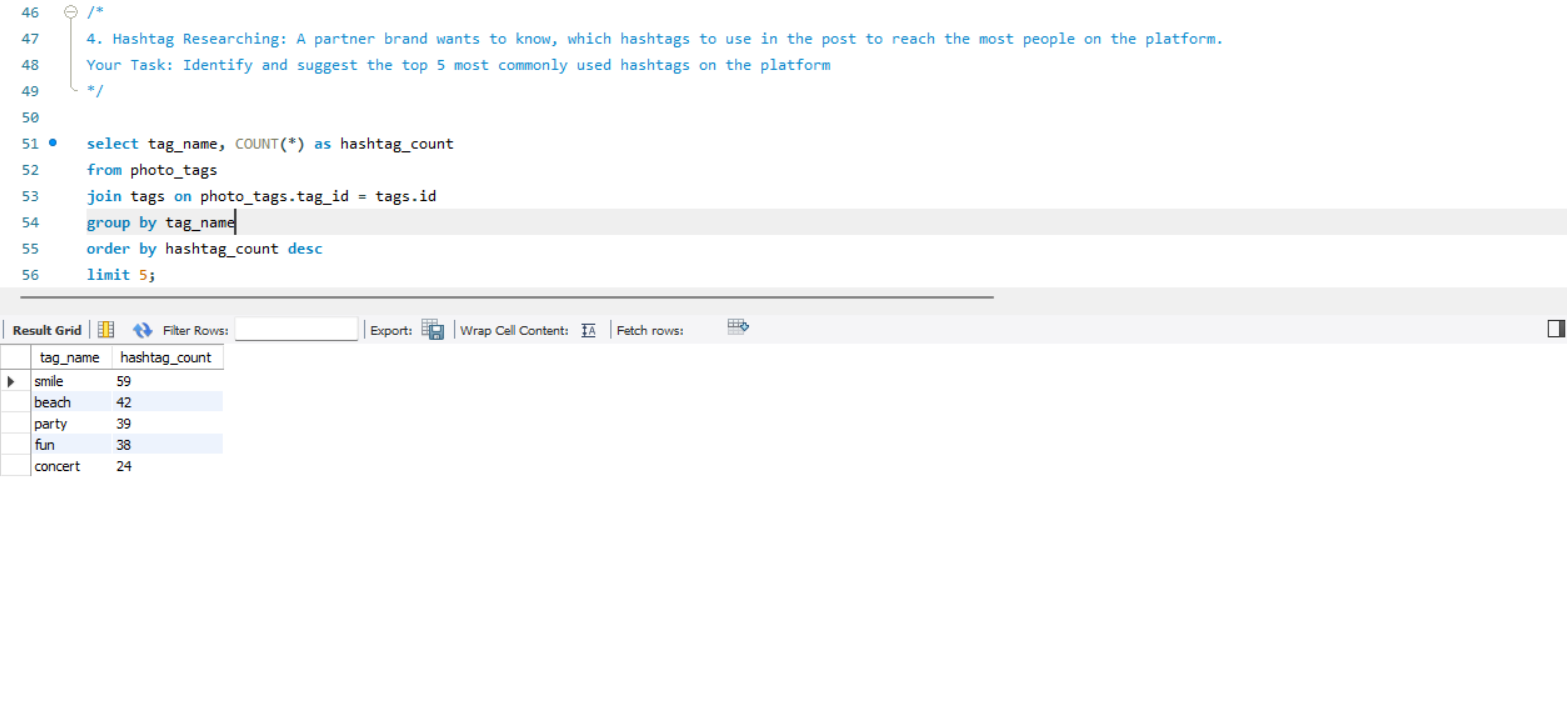 46 /*
47 4. Hashtag Researching: A partner brand wants to know, which hashtags to use in the post to reach the most people on the platform.
48 Your Task: Identify and suggest the top 5 most commonly used hashtags on the platform
49 */
50
51 select tag_name, COUNT(*) as hashtag_count
52 from photo_tags
53 join tags on photo_tags.tag_id = tags.id
54 group by tag_name
55 order by hashtag_count desc
56 limit 5;
Result Grid Filter Rows: Export: Wrap Cell Content: IA Fetch rows:
tag_name hashtag_count
smile 59
beach 42
party 39
fun 38
concert 24